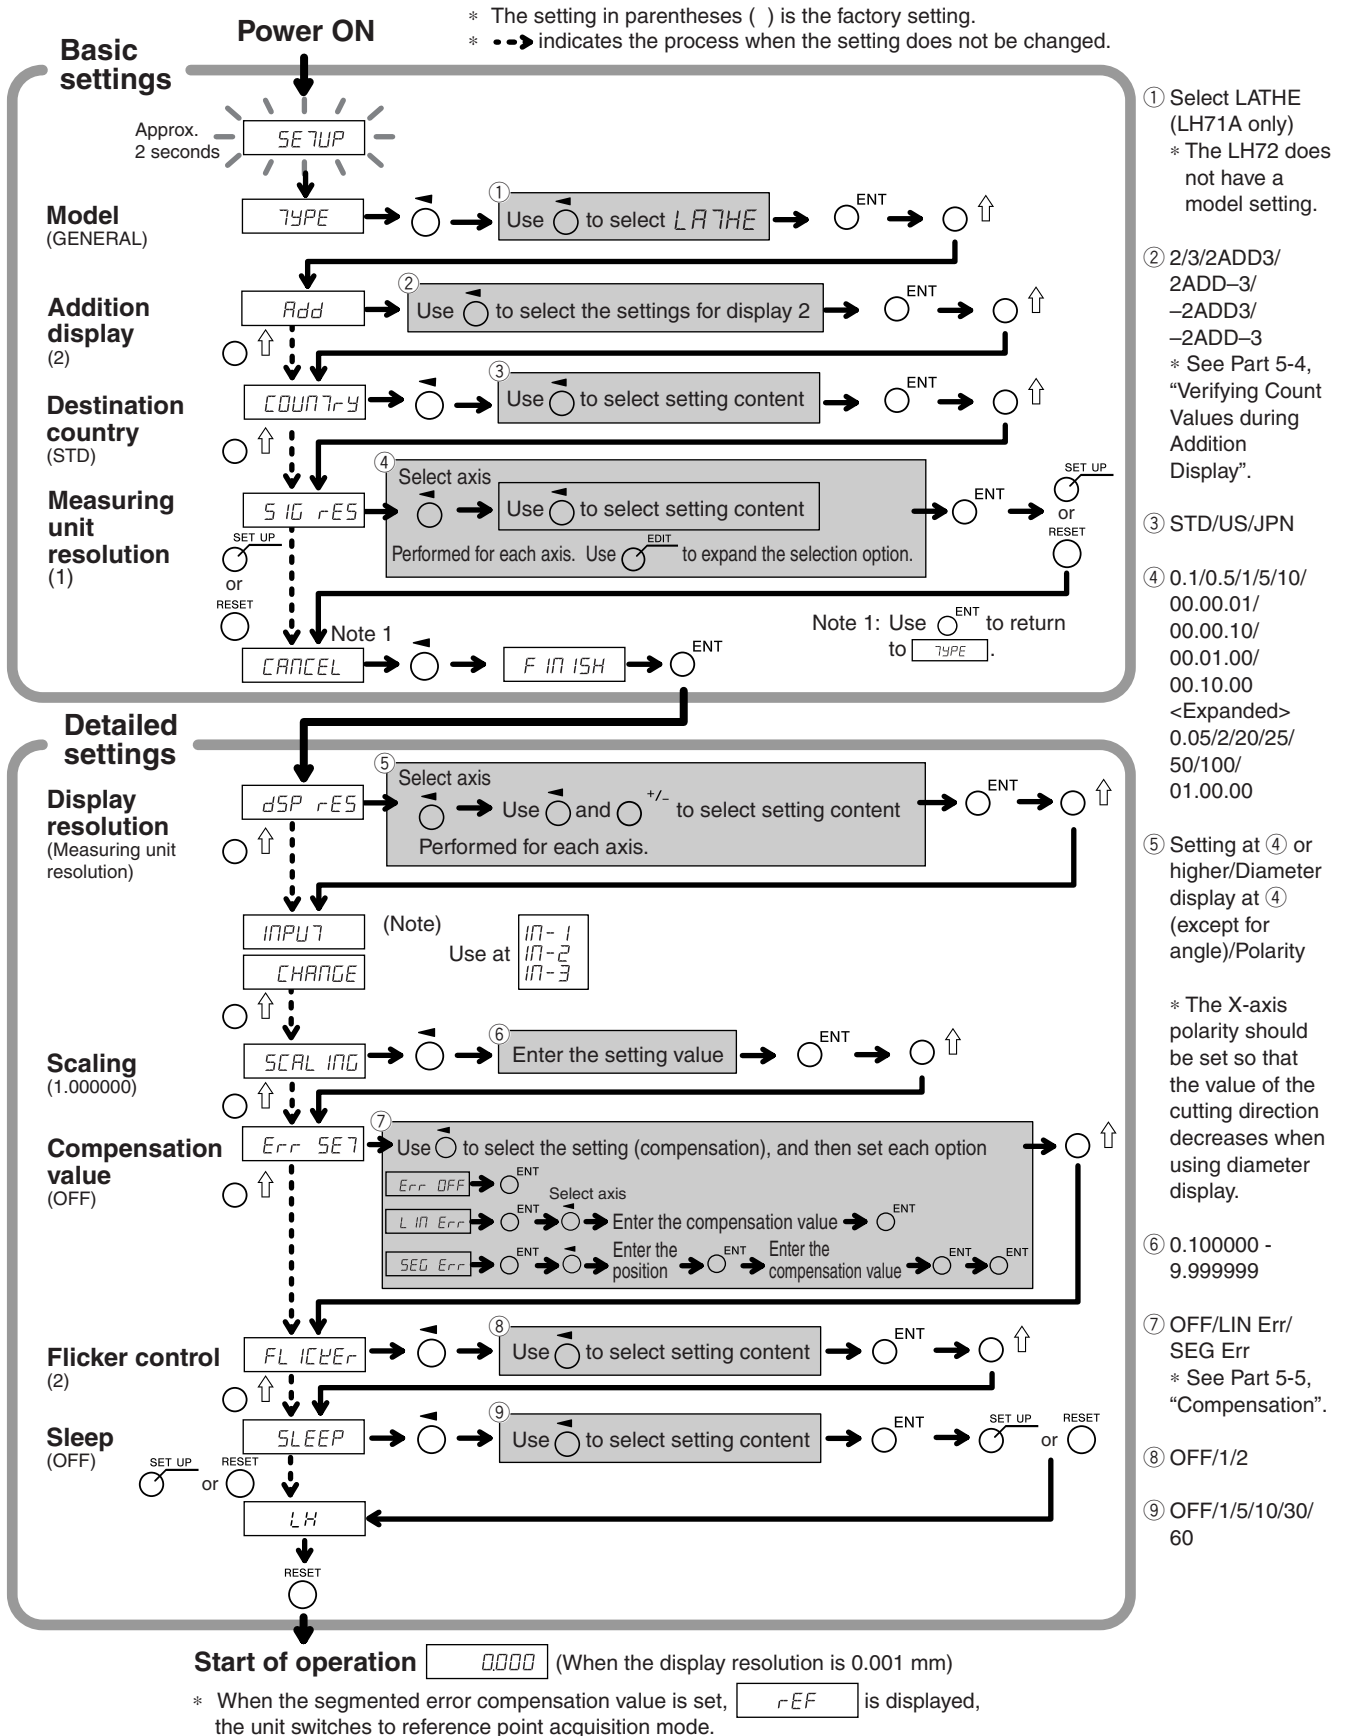 Power ON
* The setting in parentheses ( ) is the factory setting.
* indicates the process when the setting does not be changed.
Basic
settings
Approx.
2 seconds
SETUP
Model
(GENERAL)
TYPE
① Use to select LATHE
ENT
Addition
display
(2)
Add
② Use to select the settings for display 2
ENT
Destination
country
(STD)
COUNTrY
③ Use to select setting content
ENT
Measuring
unit
resolution
(1)
SIG rES
④ Select axis
Use to select setting content
Performed for each axis. Use EDIT to expand the selection option.
ENT
SET UP
or
RESET
SET UP
or
RESET
Note 1
CANCEL
FINISH
ENT
Note 1: Use ENT to return
to TYPE .
Detailed
settings
Display
resolution
(Measuring unit
resolution)
dSP rES
⑤ Select axis
Use and +/- to select setting content
Performed for each axis.
ENT
INPUT
CHANGE
(Note)
Use at
IN-1
IN-2
IN-3
Scaling
(1.000000)
SCALING
⑥ Enter the setting value
ENT
Compensation
value
(OFF)
Err SET
⑦ Use to select the setting (compensation), and then set each option
Err OFF ENT
Select axis
LIN Err ENT Enter the compensation value ENT
SEG Err ENT Enter the position ENT Enter the compensation value ENT ENT
Flicker control
(2)
FLICKEr
⑧ Use to select setting content
ENT
Sleep
(OFF)
SLEEP
⑨ Use to select setting content
ENT
SET UP or RESET
SET UP or RESET
LH
RESET
Start of operation 0.000 (When the display resolution is 0.001 mm)
* When the segmented error compensation value is set, rEF is displayed,
the unit switches to reference point acquisition mode.
① Select LATHE
(LH71A only)
* The LH72 does
not have a
model setting.
② 2/3/2ADD3/
2ADD–3/
–2ADD3/
–2ADD–3
* See Part 5-4,
“Verifying Count
Values during
Addition
Display”.
③ STD/US/JPN
④ 0.1/0.5/1/5/10/
00.00.01/
00.00.10/
00.01.00/
00.10.00
<Expanded>
0.05/2/20/25/
50/100/
01.00.00
⑤ Setting at ④ or
higher/Diameter
display at ④
(except for
angle)/Polarity
* The X-axis
polarity should
be set so that
the value of the
cutting direction
decreases when
using diameter
display.
⑥ 0.100000 -
9.999999
⑦ OFF/LIN Err/
SEG Err
* See Part 5-5,
“Compensation”.
⑧ OFF/1/2
⑨ OFF/1/5/10/30/
60